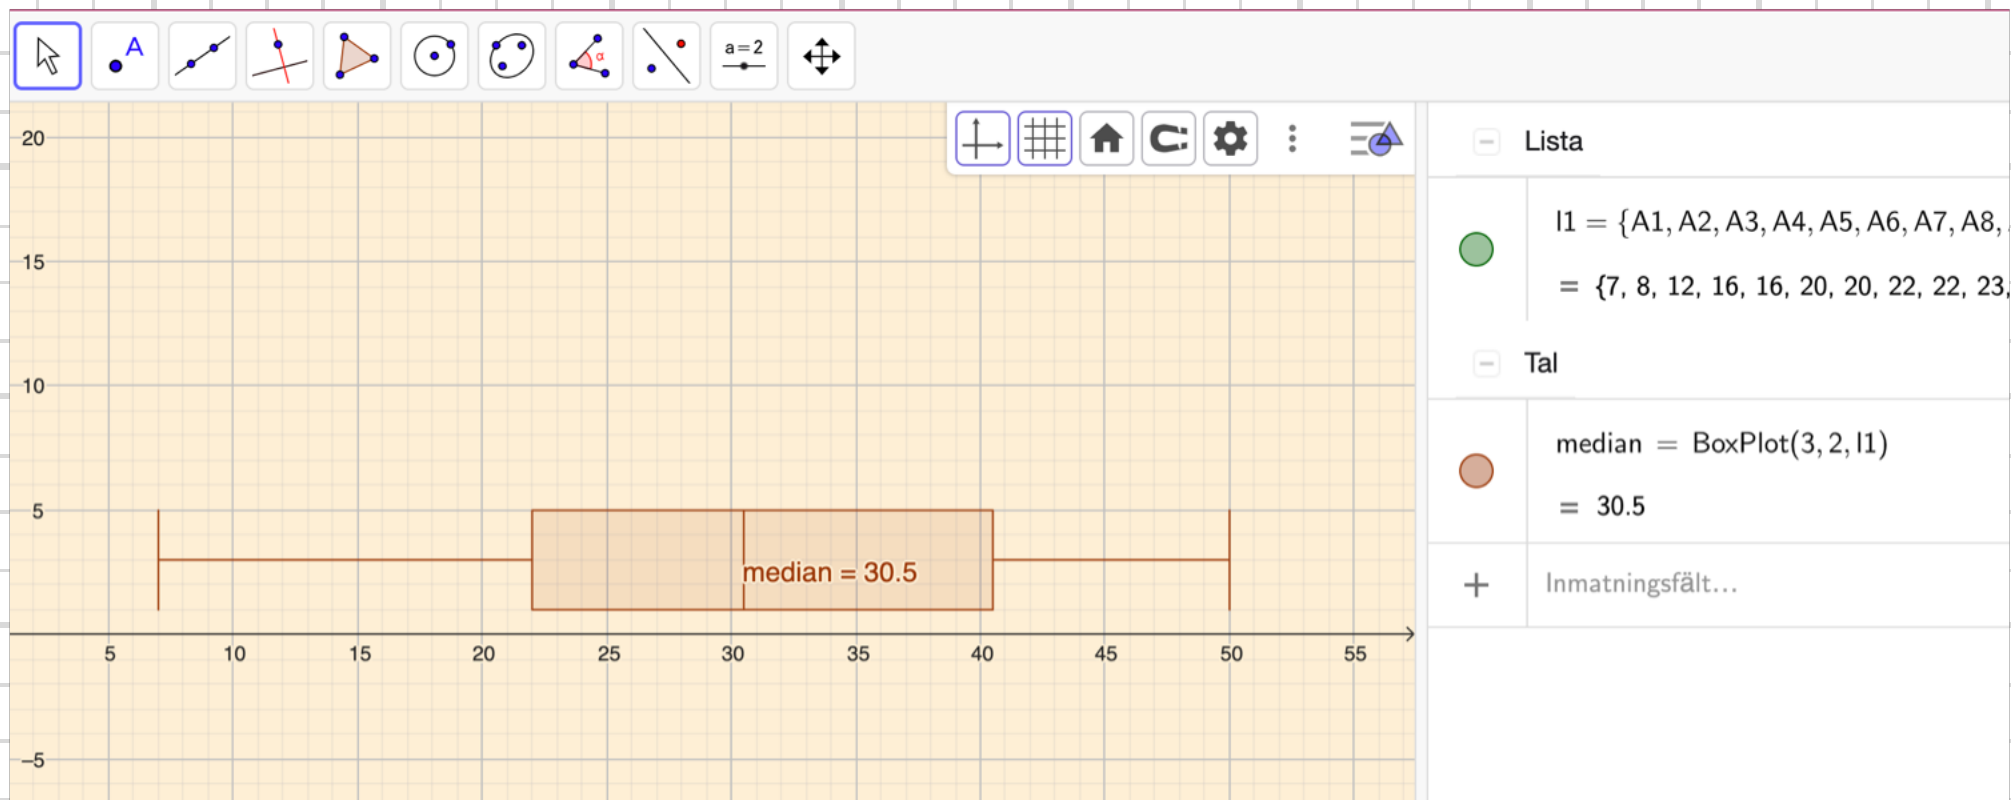 A
α
a=2
20
15
10
5
median = 30.5
5 10 15 20 25 30 35 40 45 50 55
–5
Lista
l1 = {A1, A2, A3, A4, A5, A6, A7, A8,
= {7, 8, 12, 16, 16, 20, 20, 22, 22, 23,
Tal
median = BoxPlot(3, 2, l1)
= 30.5
+ Inmatningsfält…